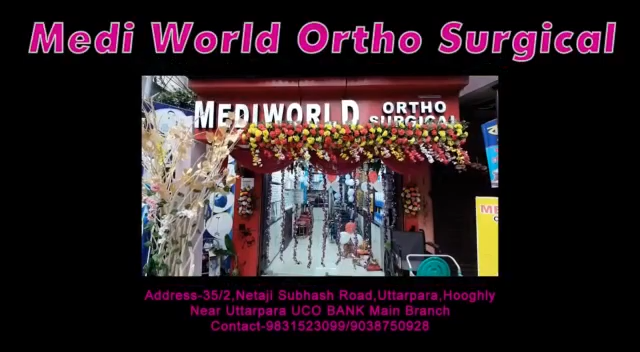 Medi World Ortho Surgical
MEDIWORLD ORTHO
SURGICAL
Address-35/2,Netaji Subhash Road,Uttarpara,Hooghly
Near Uttarpara UCO BANK Main Branch
Contact-9831523099/9038750928